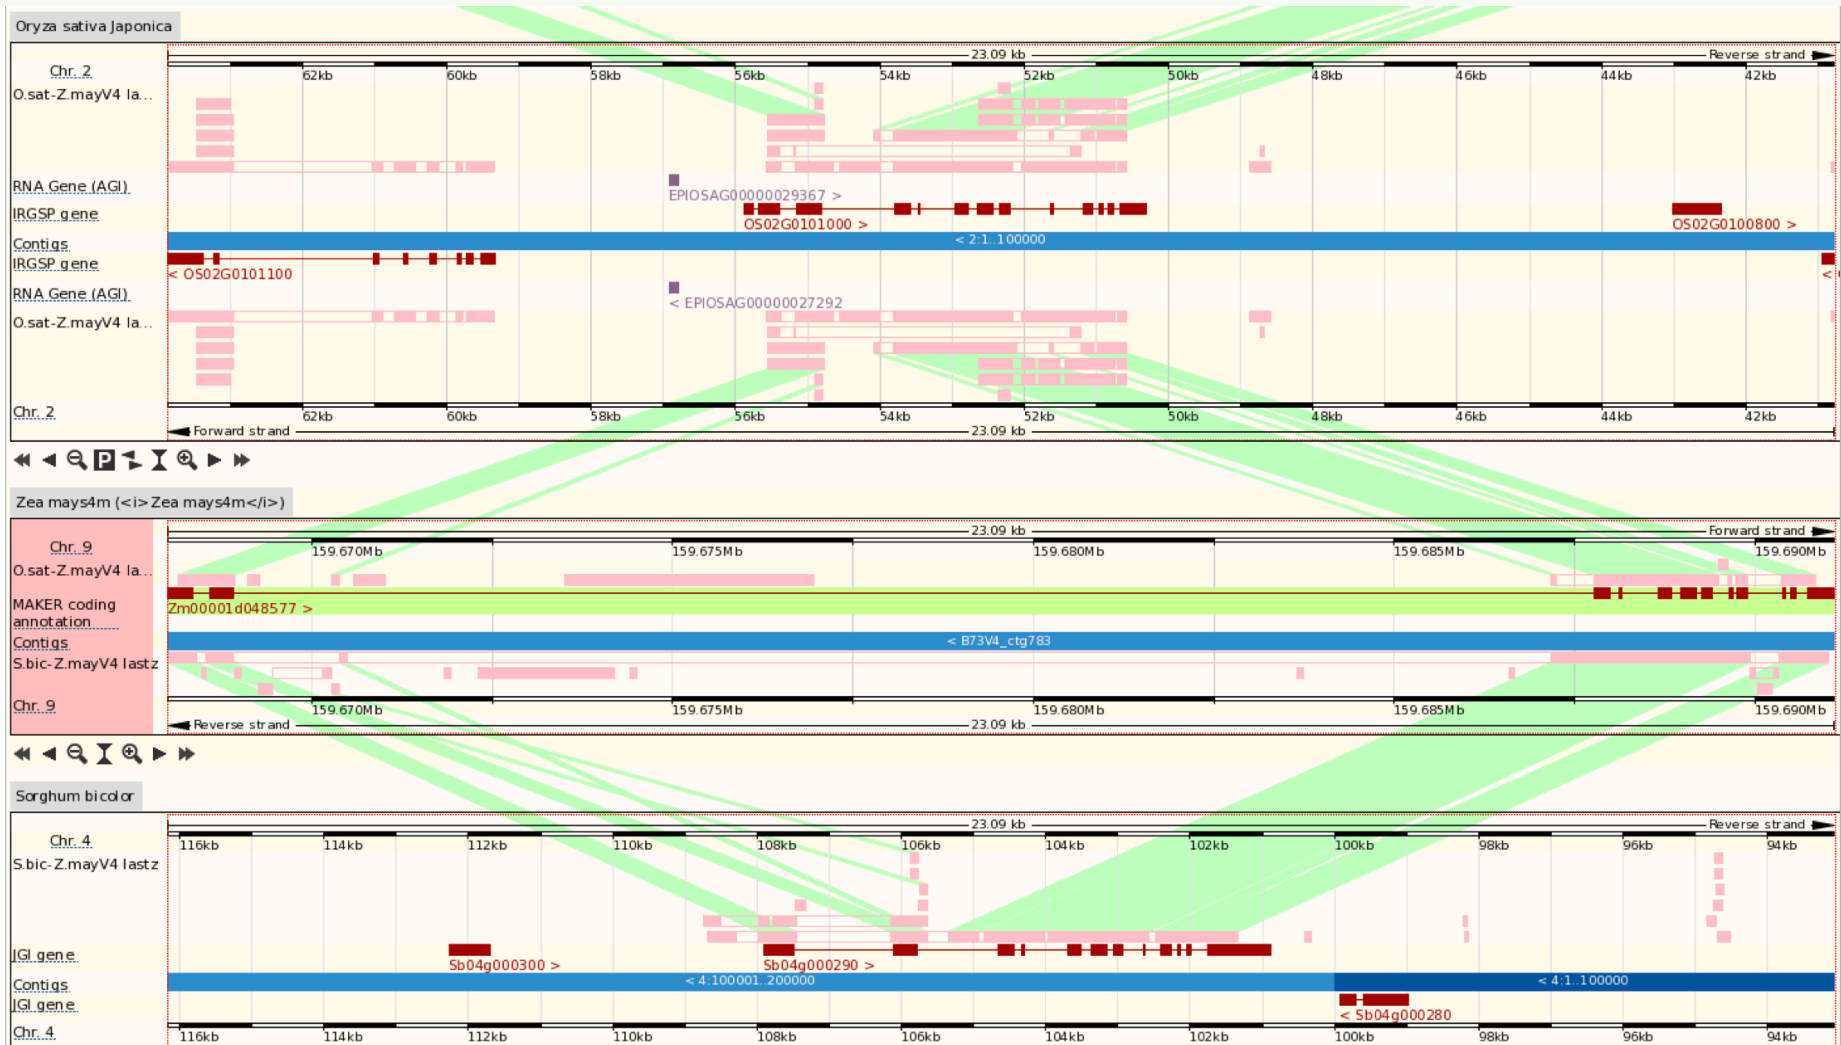 Oryza sativa Japonica
23.09 kb
Reverse strand
Chr. 2
62kb 60kb 58kb 56kb 54kb 52kb 50kb 48kb 46kb 44kb 42kb
O.sat-Z.mayV4 la...
RNA Gene (AGI)
EPIOSAG00000029367 >
IRGSP gene
OS02G0101000 >
OS02G0100800 >
Contigs
< 2:1..100000
IRGSP gene
< OS02G0101100
<
RNA Gene (AGI)
< EPIOSAG00000027292
O.sat-Z.mayV4 la...
Chr. 2
62kb 60kb 58kb 56kb 54kb 52kb 50kb 48kb 46kb 44kb 42kb
Forward strand
23.09 kb
P
Zea mays4m (<i>Zea mays4m</i>)
23.09 kb
Forward strand
Chr. 9
159.670Mb 159.675Mb 159.680Mb 159.685Mb 159.690Mb
O.sat-Z.mayV4 la...
MAKER coding
annotation
Zm00001d048577 >
Contigs
< B73V4_ctg783
S.bic-Z.mayV4 lastz
Chr. 9
159.670Mb 159.675Mb 159.680Mb 159.685Mb 159.690Mb
Reverse strand
23.09 kb
Sorghum bicolor
23.09 kb
Reverse strand
Chr. 4
116kb 114kb 112kb 110kb 108kb 106kb 104kb 102kb 100kb 98kb 96kb 94kb
S.bic-Z.mayV4 lastz
JGI gene
Sb04g000300 >
Sb04g000290 >
Contigs
< 4:100001..200000
< 4:1..100000
JGI gene
< Sb04g000280
Chr. 4
116kb 114kb 112kb 110kb 108kb 106kb 104kb 102kb 100kb 98kb 96kb 94kb